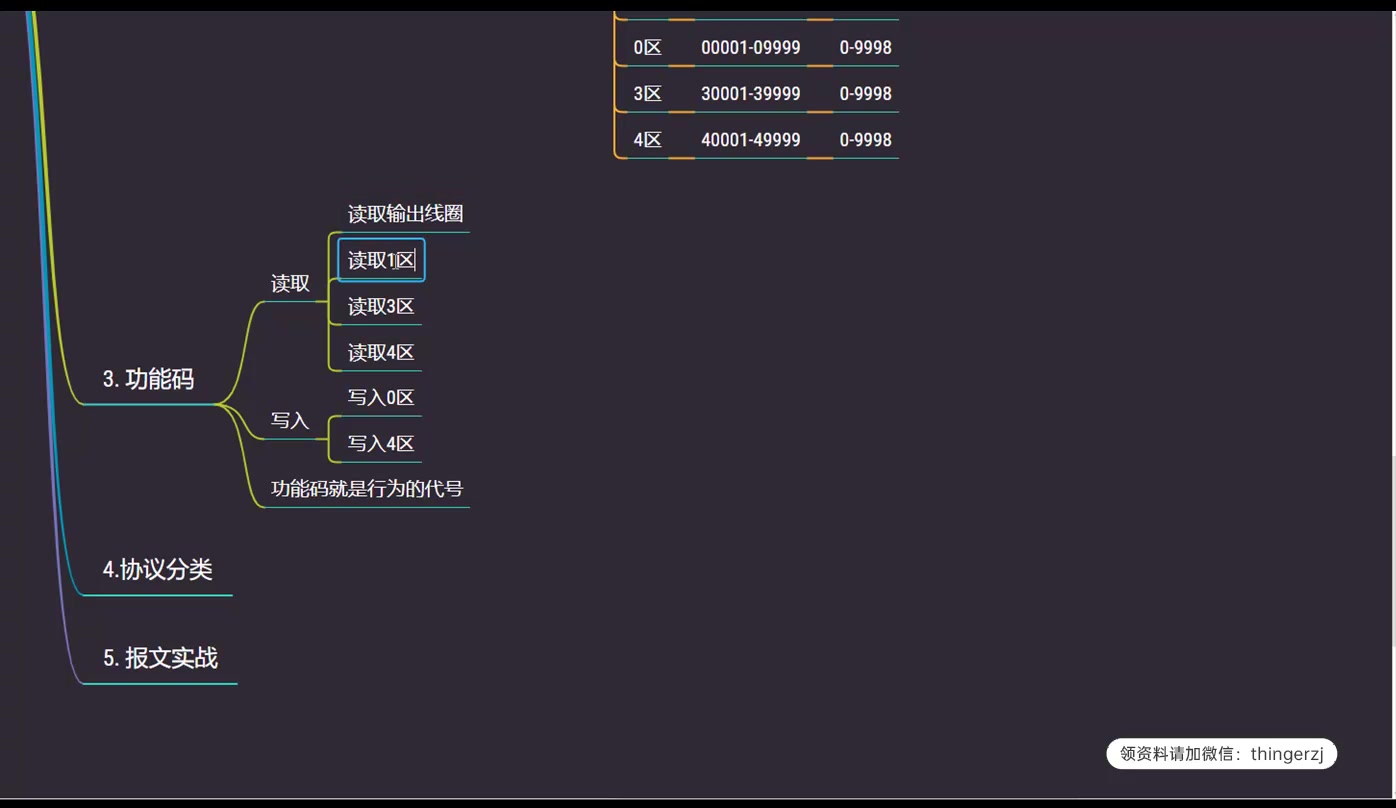 0区 00001-09999 0-9998
3区 30001-39999 0-9998
4区 40001-49999 0-9998
3. 功能码
读取
读取输出线圈
读取1区
读取3区
读取4区
写入
写入0区
写入4区
功能码就是行为的代号
4.协议分类
5. 报文实战
领资料请加微信：thingerzj